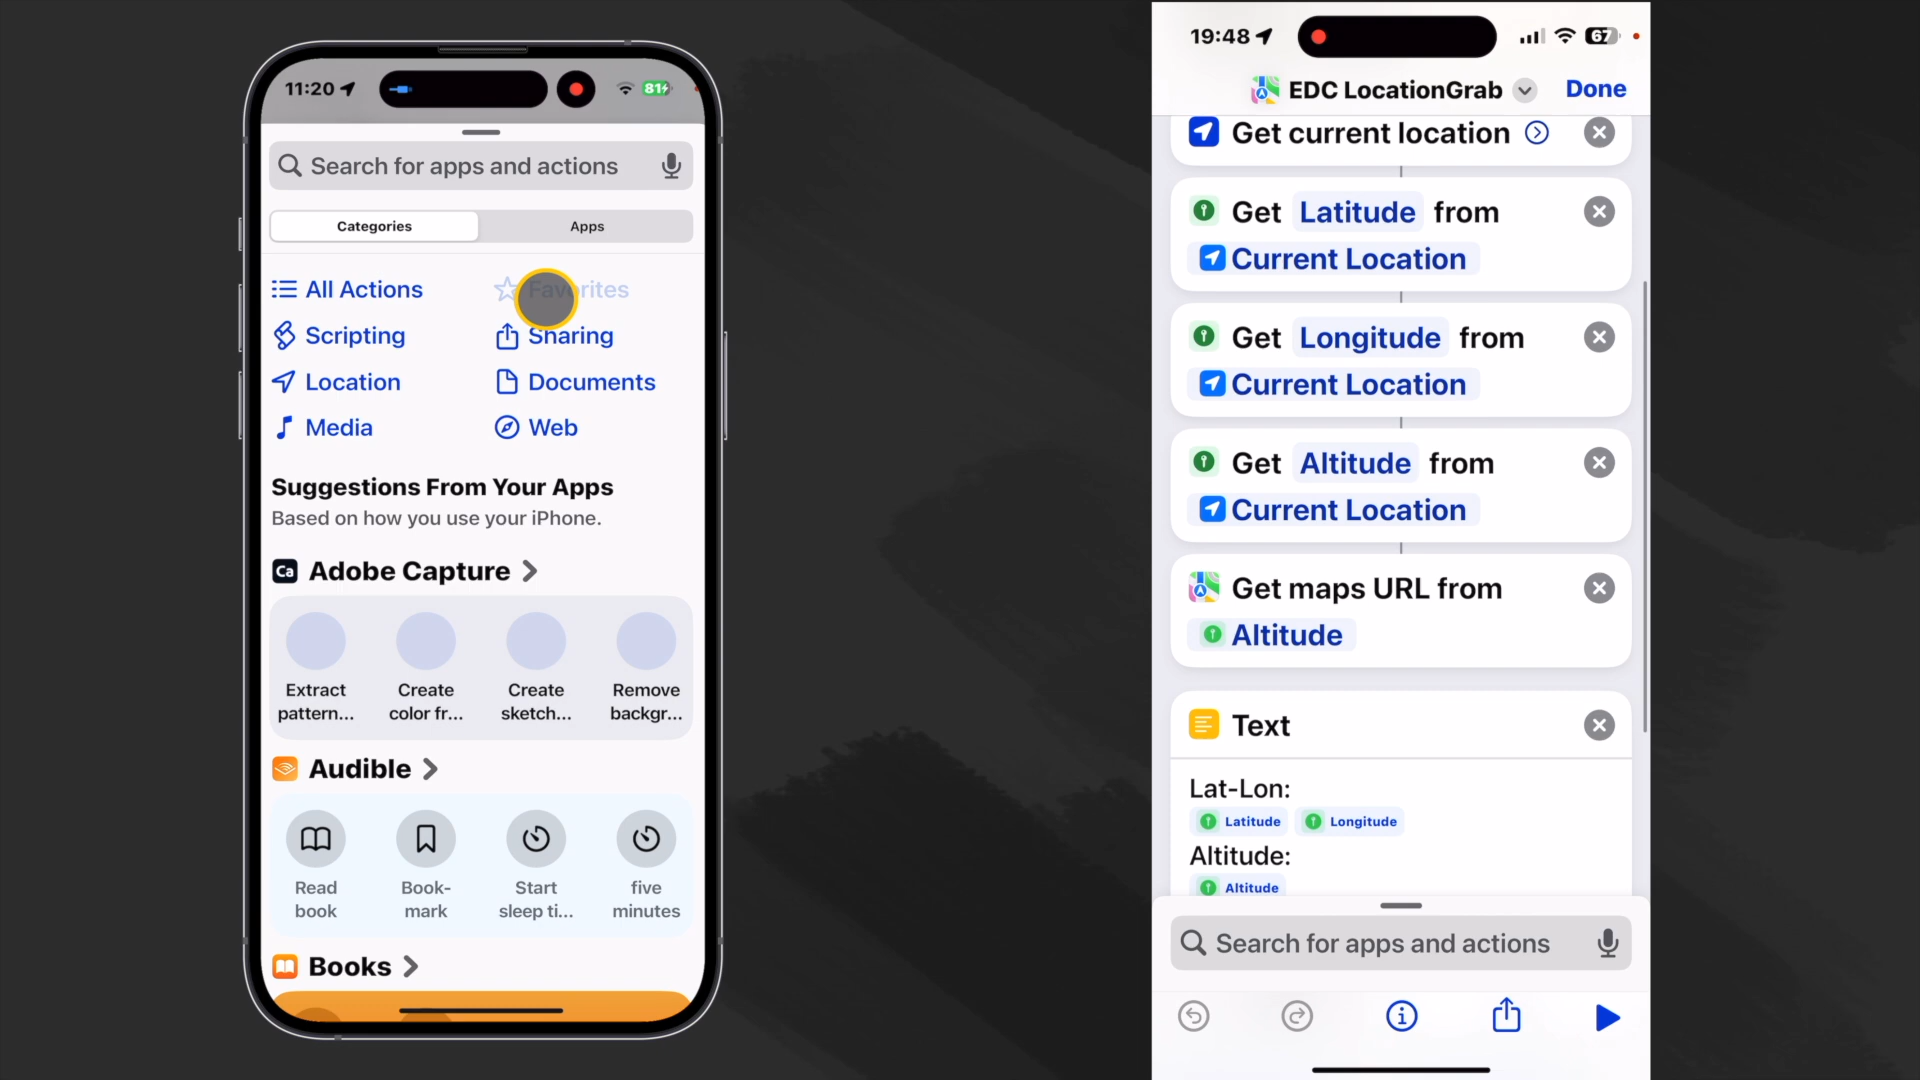 11:20
81
Search for apps and actions
Categories
Apps
All Actions
Favorites
Scripting
Sharing
Location
Documents
Media
Web
Suggestions From Your Apps
Based on how you use your iPhone.
Ca
Adobe Capture
Extract
pattern...
Create
color fr...
Create
sketch...
Remove
backgr...
Audible
Read
book
Book-
mark
Start
sleep ti...
five
minutes
Books
19:48
67
EDC LocationGrab
Done
Get current location
Get Latitude from
Current Location
Get Longitude from
Current Location
Get Altitude from
Current Location
Get maps URL from
Altitude
Text
Lat-Lon:
Latitude Longitude
Altitude:
Altitude
Search for apps and actions